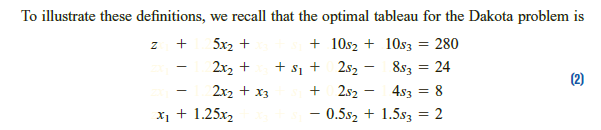 To illustrate these definitions, we recall that the optimal tableau for the Dakota problem is
z + 5x₂ + + 10s₂ + 10s₃ = 280
− 2x₂ + + s₁ + 2s₂ − 8s₃ = 24
(2)
− 2x₂ + x₃ + 2s₂ − 4s₃ = 8
x₁ + 1.25x₂ − 0.5s₂ + 1.5s₃ = 2